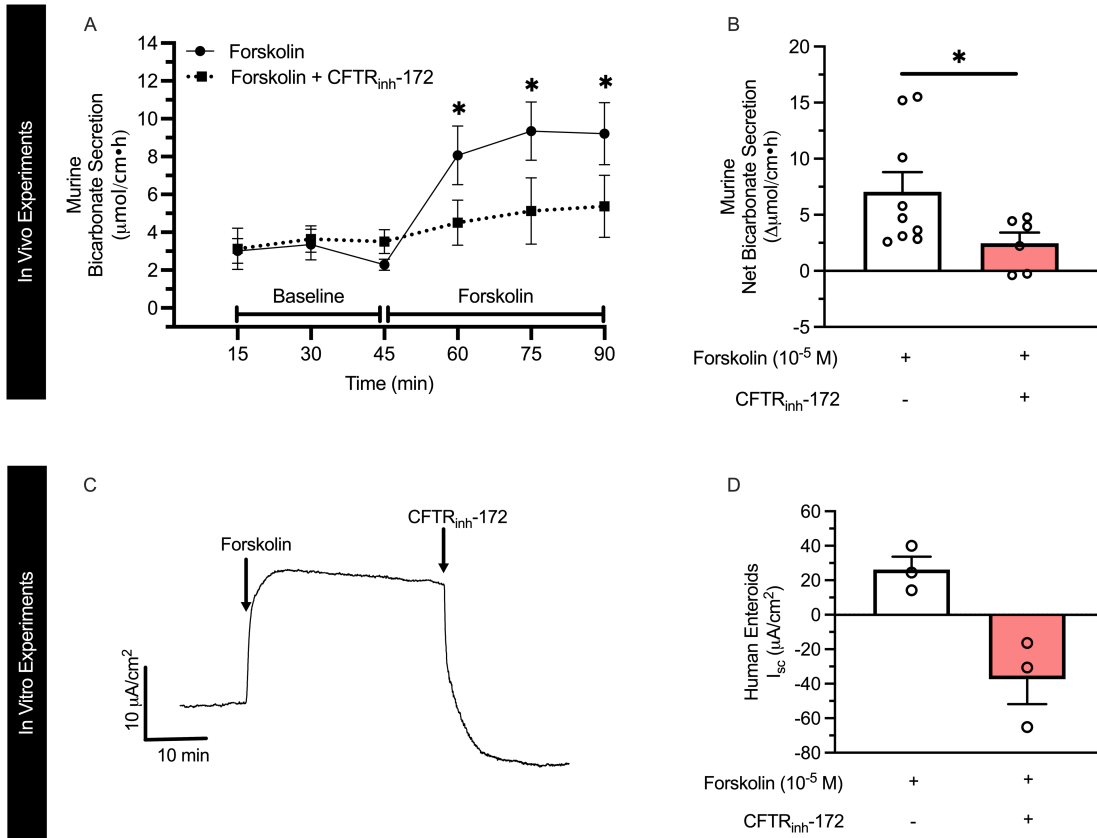 In Vivo Experiments
A
14
12
10
8
6
4
2
0
Murine
Bicarbonate Secretion
(μmol/cm•h)
Forskolin
Forskolin + CFTRinh-172
*
*
*
Baseline
Forskolin
15 30 45 60 75 90
Time (min)
B
20
15
10
5
0
-5
Murine
Net Bicarbonate Secretion
(Δμmol/cm•h)
*
Forskolin (10-5 M) + +
CFTRinh-172 - +
In Vitro Experiments
C
Forskolin
CFTRinh-172
10 μA/cm2
10 min
D
60
40
20
0
-20
-40
-60
-80
Human Enteroids
Isc (μA/cm2)
Forskolin (10-5 M) + +
CFTRinh-172 - +